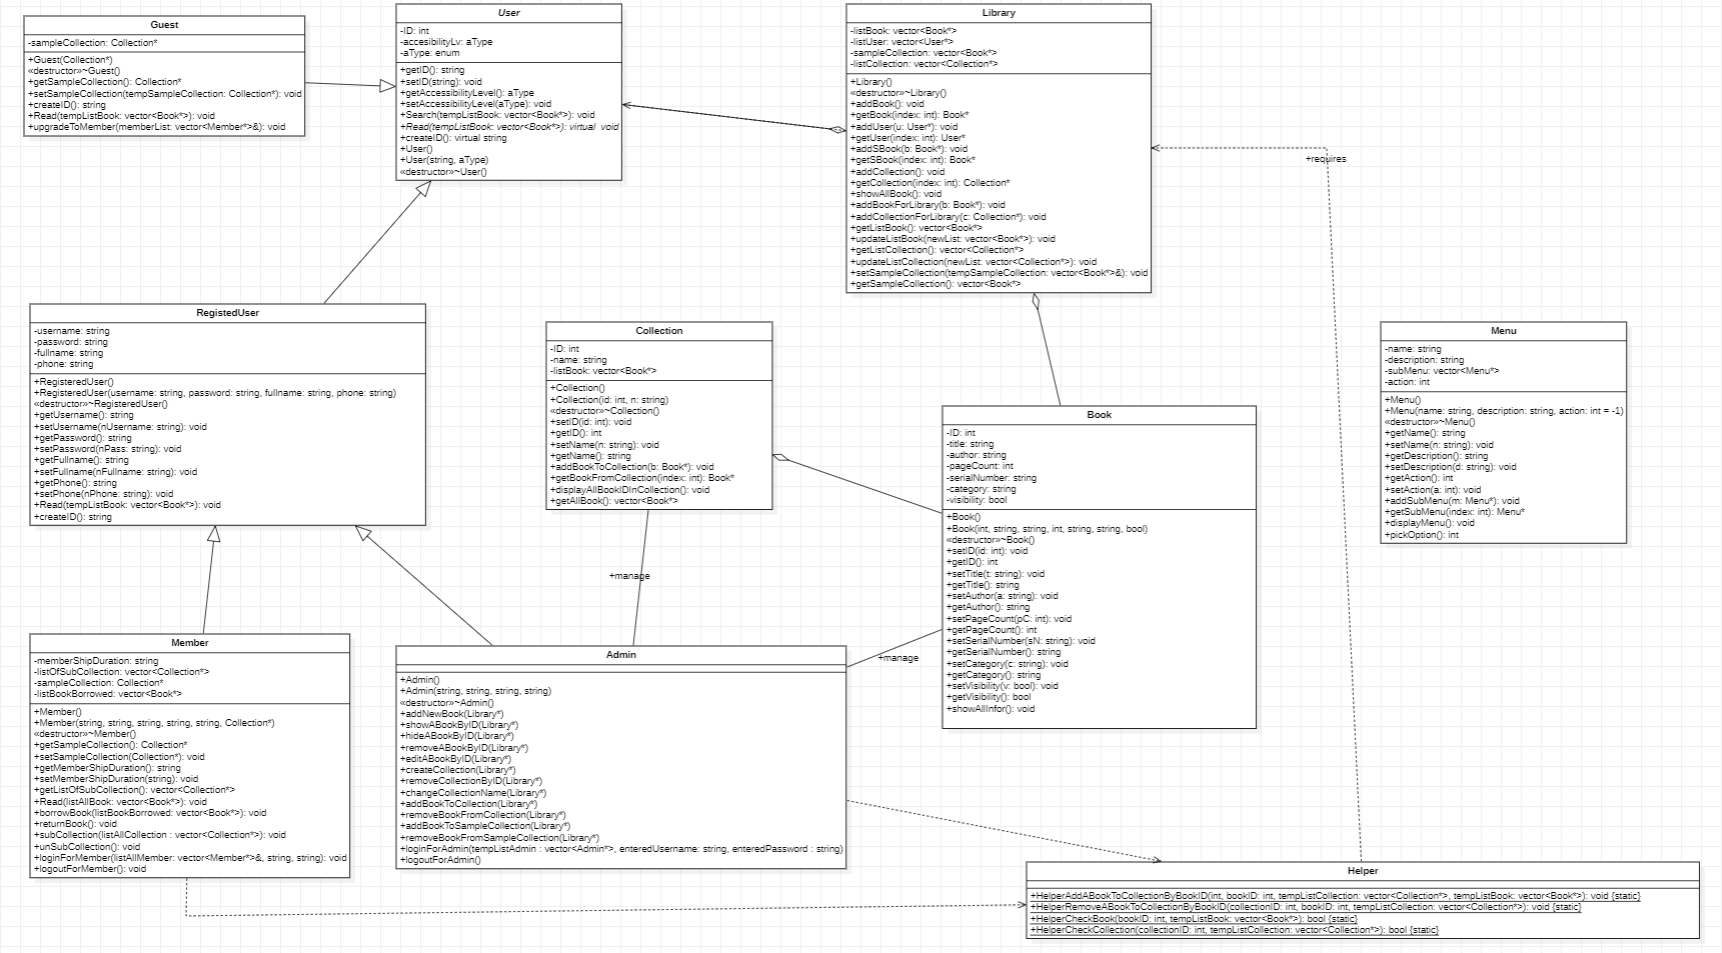 Guest
-sampleCollection: Collection*
+Guest(Collection*)
«destructor»~Guest()
+getSampleCollection(): Collection*
+setSampleCollection(tempSampleCollection: Collection*): void
+createID(): string
+Read(tempListBook: vector<Book*>): void
+upgradeToMember(memberList: vector<Member*>&): void
User
-ID: int
-accesibilityLv: aType
-aType: enum
+getID(): string
+setID(string): void
+getAccessibilityLevel(): aType
+setAccessibilityLevel(aType): void
+Search(tempListBook: vector<Book*>): void
+Read(tempListBook: vector<Book*>): virtual void
+createID(): virtual string
+User()
+User(string, aType)
«destructor»~User()
Library
-listBook: vector<Book*>
-listUser: vector<User*>
-sampleCollection: vector<Book*>
-listCollection: vector<Collection*>
+Library()
«destructor»~Library()
+addBook(): void
+getBook(index: int): Book*
+addUser(u: User*): void
+getUser(index: int): User*
+addSBook(b: Book*): void
+getSBook(index: int): Book*
+addCollection(): void
+getCollection(index: int): Collection*
+showAllBook(): void
+addBookForLibrary(b: Book*): void
+addCollectionForLibrary(c: Collection*): void
+getListBook(): vector<Book*>
+updateListBook(newList: vector<Book*>): void
+getListCollection(): vector<Collection*>
+updateListCollection(newList: vector<Collection*>): void
+setSampleCollection(tempSampleCollection: vector<Book*>&): void
+getSampleCollection(): vector<Book*>
+requires
RegistedUser
-username: string
-password: string
-fullname: string
-phone: string
+RegisteredUser()
+RegisteredUser(username: string, password: string, fullname: string, phone: string)
«destructor»~RegisteredUser()
+getUsername(): string
+setUsername(nUsername: string): void
+getPassword(): string
+setPassword(nPass: string): void
+getFullname(): string
+setFullname(nFullname: string): void
+getPhone(): string
+setPhone(nPhone: string): void
+Read(tempListBook: vector<Book*>): void
+createID(): string
Collection
-ID: int
-name: string
-listBook: vector<Book*>
+Collection()
+Collection(id: int, n: string)
«destructor»~Collection()
+setID(id: int): void
+getID(): int
+setName(n: string): void
+getName(): string
+addBookToCollection(b: Book*): void
+getBookFromCollection(index: int): Book*
+displayAllBookIDInCollection(): void
+getAllBook(): vector<Book*>
Menu
-name: string
-description: string
-subMenu: vector<Menu*>
-action: int
+Menu()
+Menu(name: string, description: string, action: int = -1)
«destructor»~Menu()
+getName(): string
+setName(n: string): void
+getDescription(): string
+setDescription(d: string): void
+getAction(): int
+setAction(a: int): void
+addSubMenu(m: Menu*): void
+getSubMenu(index: int): Menu*
+displayMenu(): void
+pickOption(): int
Book
-ID: int
-title: string
-author: string
-pageCount: int
-serialNumber: string
-category: string
-visibility: bool
+Book()
+Book(int, string, string, int, string, string, bool)
«destructor»~Book()
+setID(id: int): void
+getID(): int
+setTitle(t: string): void
+getTitle(): string
+setAuthor(a: string): void
+getAuthor(): string
+setPageCount(pC: int): void
+getPageCount(): int
+setSerialNumber(sN: string): void
+getSerialNumber(): string
+setCategory(c: string): void
+getCategory(): string
+setVisibility(v: bool): void
+getVisibility(): bool
+showAllInfor(): void
+manage
+manage
Member
-memberShipDuration: string
-listOfSubCollection: vector<Collection*>
-sampleCollection: Collection*
-listBookBorrowed: vector<Book*>
+Member()
+Member(string, string, string, string, string, Collection*)
«destructor»~Member()
+getSampleCollection(): Collection*
+setSampleCollection(Collection*): void
+getMemberShipDuration(): string
+setMemberShipDuration(string): void
+getListOfSubCollection(): vector<Collection*>
+Read(listAllBook: vector<Book*>): void
+borrowBook(listBookBorrowed: vector<Book*>): void
+returnBook(): void
+subCollection(listAllCollection : vector<Collection*>): void
+unSubCollection(): void
+loginForMember(listAllMember: vector<Member*>&, string, string): void
+logoutForMember(): void
Admin
+Admin()
+Admin(string, string, string, string)
«destructor»~Admin()
+addNewBook(Library*)
+showABookByID(Library*)
+hideABookByID(Library*)
+removeABookByID(Library*)
+editABookByID(Library*)
+createCollection(Library*)
+removeCollectionByID(Library*)
+changeCollectionName(Library*)
+addBookToCollection(Library*)
+removeBookFromCollection(Library*)
+addBookToSampleCollection(Library*)
+removeBookFromSampleCollection(Library*)
+loginForAdmin(tempListAdmin : vector<Admin*>, enteredUsername: string, enteredPassword : string)
+logoutForAdmin()
Helper
+HelperAddABookToCollectionByBookID(int, bookID: int, tempListCollection: vector<Collection*>, tempListBook: vector<Book*>): void {static}
+HelperRemoveABookToCollectionByBookID(collectionID: int, bookID: int, tempListCollection: vector<Collection*>): void {static}
+HelperCheckBook(bookID: int, tempListBook: vector<Book*>): bool {static}
+HelperCheckCollection(collectionID: int, tempListCollection: vector<Collection*>): bool {static}